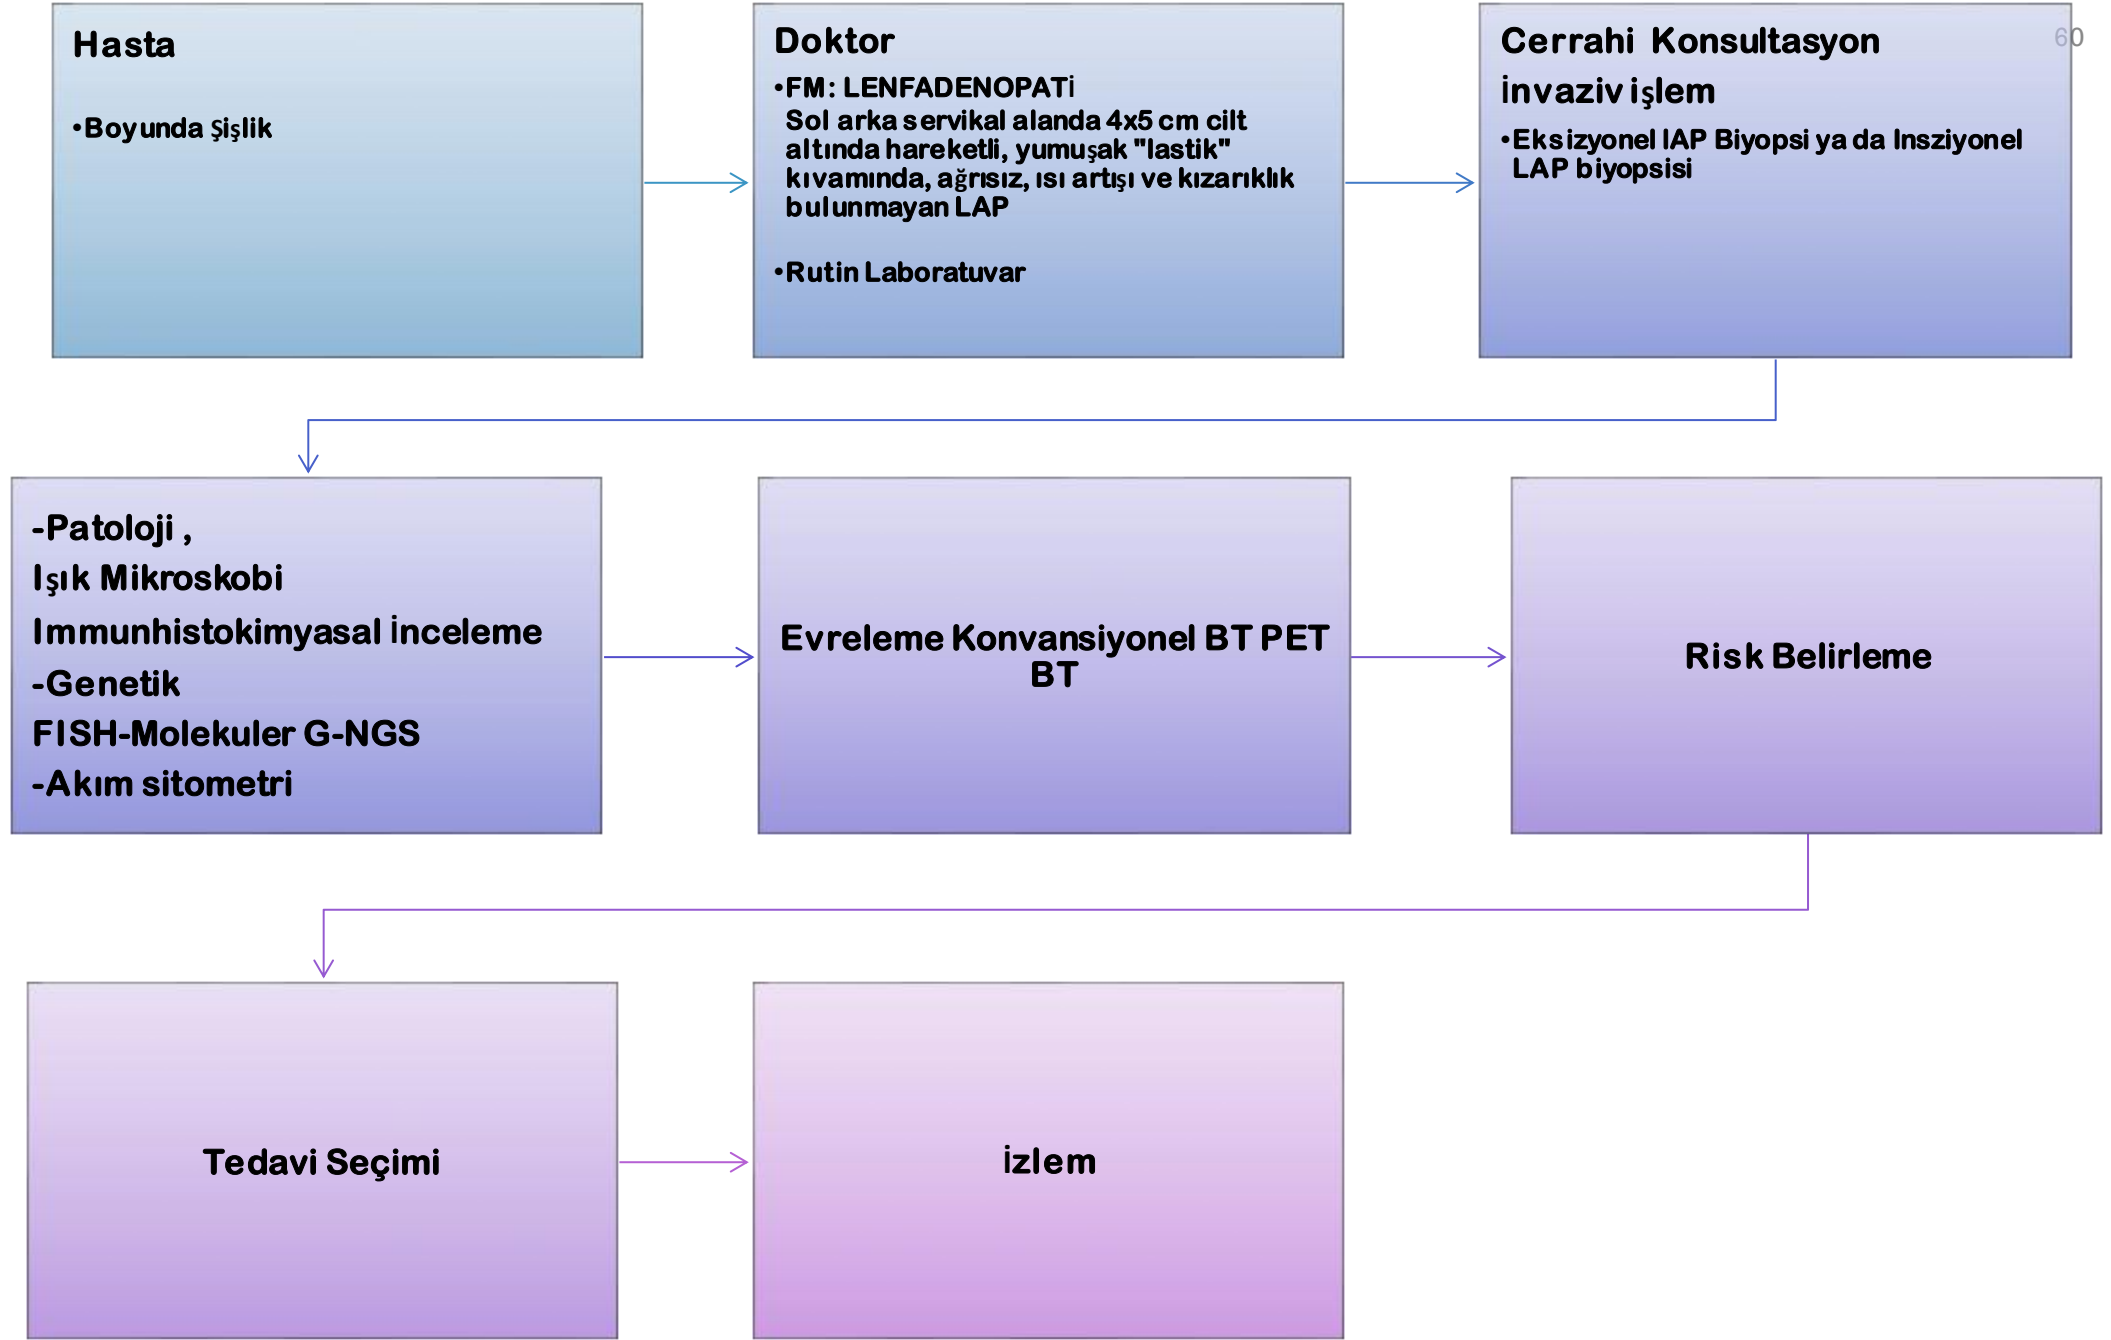 Hasta
•Boyunda Şişlik
Doktor
•FM: LENFADENOPATİ
Sol arka servikal alanda 4x5 cm cilt
altında hareketli, yumuşak "lastik"
kıvamında, ağrısız, ısı artışı ve kızarıklık
bulunmayan LAP
•Rutin Laboratuvar
Cerrahi Konsultasyon
60
İnvaziv işlem
•Eksizyonel lAP Biyopsi ya da Insziyonel
LAP biyopsisi
-Patoloji ,
Işık Mikroskobi
Immunhistokimyasal İnceleme
-Genetik
FISH-Molekuler G-NGS
-Akım sitometri
Evreleme Konvansiyonel BT PET
BT
Risk Belirleme
Tedavi Seçimi
İzlem